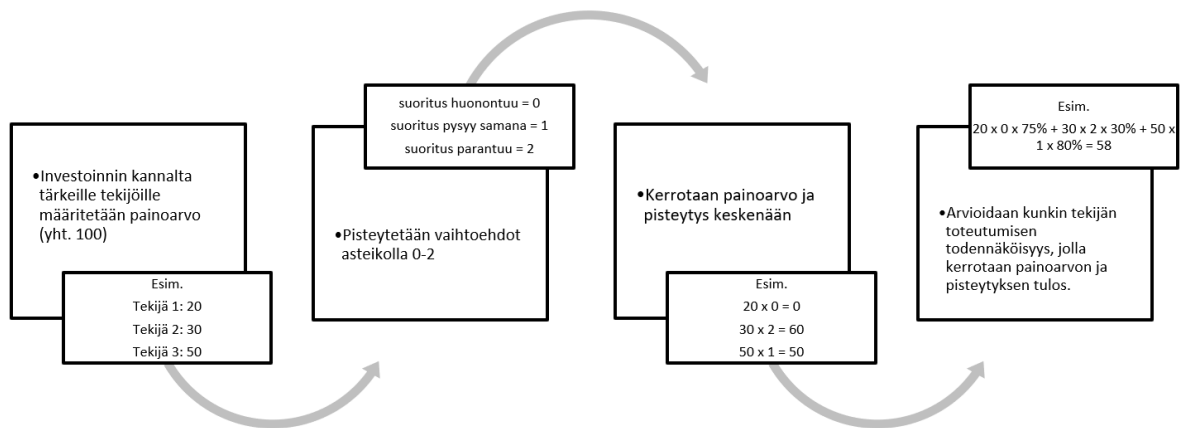 •Investoinnin kannalta
tärkeille tekijöille
määritetään painoarvo
(yht. 100)
Esim.
Tekijä 1: 20
Tekijä 2: 30
Tekijä 3: 50
suoritus huonontuu = 0
suoritus pysyy samana = 1
suoritus parantuu = 2
•Pisteytetään vaihtoehdot
asteikolla 0-2
•Kerrotaan painoarvo ja
pisteytys keskenään
Esim.
20 x 0 = 0
30 x 2 = 60
50 x 1 = 50
Esim.
20 x 0 x 75% + 30 x 2 x 30% + 50 x
1 x 80% = 58
•Arvioidaan kunkin tekijän
toteutumisen
todennäköisyys, jolla
kerrotaan painoarvon ja
pisteytyksen tulos.